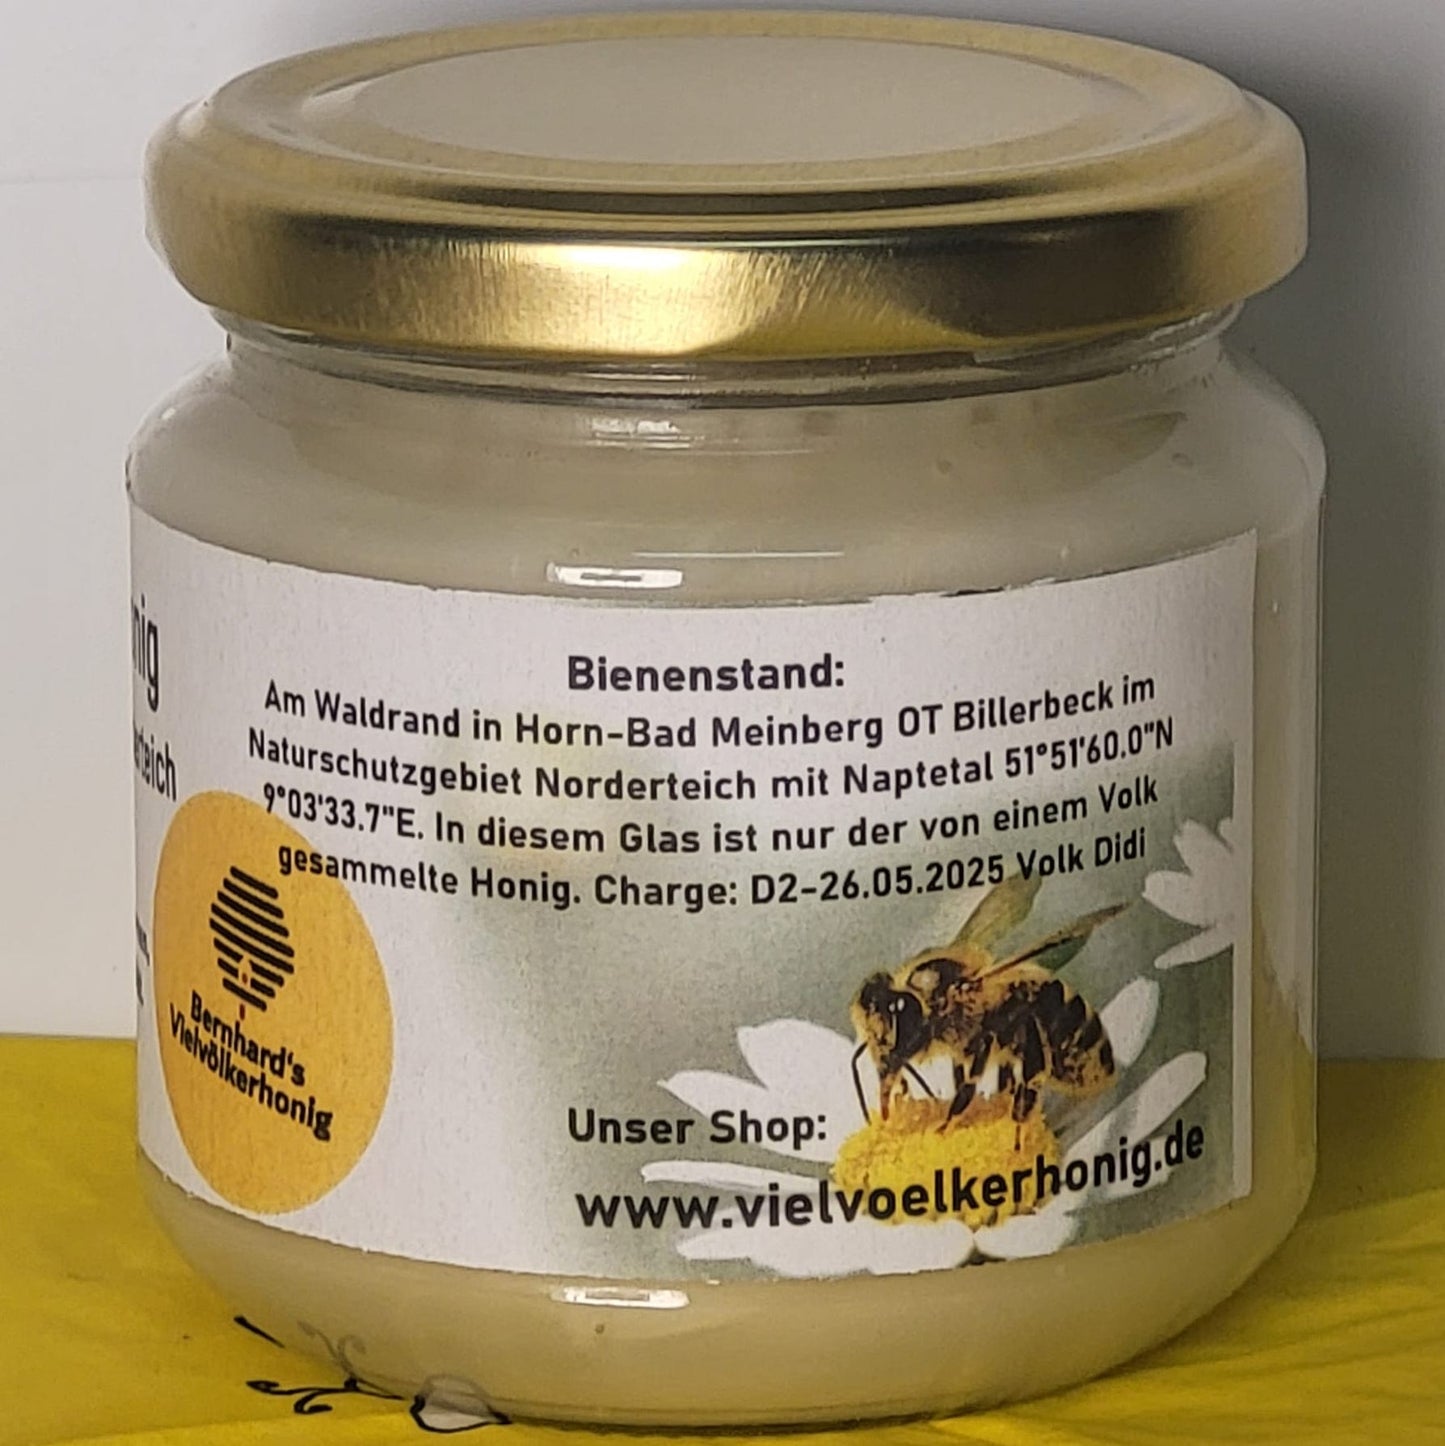 Bienenstand:
Am Waldrand in Horn-Bad Meinberg OT Billerbeck im
Naturschutzgebiet Norderteich mit Naptetal 51°51'60.0"N
9°03'33.7"E. In diesem Glas ist nur der von einem Volk
gesammelte Honig. Charge: D2-26.05.2025 Volk Didi
Bernhard's
Vielvölkerhonig
Unser Shop:
www.vielvoelkerhonig.de